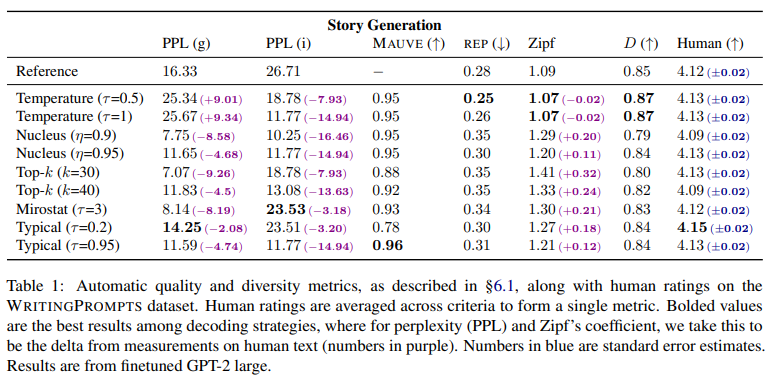 Story Generation
PPL (g) PPL (i) MAUVE (↑) REP (↓) Zipf D (↑) Human (↑)
Reference 16.33 26.71 – 0.28 1.09 0.85 4.12 (±0.02)
Temperature (τ=0.5) 25.34 (+9.01) 18.78 (−7.93) 0.95 0.25 1.07 (−0.02) 0.87 4.13 (±0.02)
Temperature (τ=1) 25.67 (+9.34) 11.77 (−14.94) 0.95 0.26 1.07 (−0.02) 0.87 4.13 (±0.02)
Nucleus (η=0.9) 7.75 (−8.58) 10.25 (−16.46) 0.95 0.35 1.29 (+0.20) 0.79 4.09 (±0.02)
Nucleus (η=0.95) 11.65 (−4.68) 11.77 (−14.94) 0.95 0.30 1.20 (+0.11) 0.84 4.13 (±0.02)
Top-k (k=30) 7.07 (−9.26) 18.78 (−7.93) 0.88 0.35 1.41 (+0.32) 0.80 4.13 (±0.02)
Top-k (k=40) 11.83 (−4.5) 13.08 (−13.63) 0.92 0.35 1.33 (+0.24) 0.82 4.09 (±0.02)
Mirostat (τ=3) 8.14 (−8.19) 23.53 (−3.18) 0.93 0.34 1.30 (+0.21) 0.83 4.12 (±0.02)
Typical (τ=0.2) 14.25 (−2.08) 23.51 (−3.20) 0.78 0.30 1.27 (+0.18) 0.84 4.15 (±0.02)
Typical (τ=0.95) 11.59 (−4.74) 11.77 (−14.94) 0.96 0.31 1.21 (+0.12) 0.84 4.13 (±0.02)
Table 1: Automatic quality and diversity metrics, as described in §6.1, along with human ratings on the
WRITINGPROMPTS dataset. Human ratings are averaged across criteria to form a single metric. Bolded values
are the best results among decoding strategies, where for perplexity (PPL) and Zipf's coefficient, we take this to
be the delta from measurements on human text (numbers in purple). Numbers in blue are standard error estimates.
Results are from finetuned GPT-2 large.